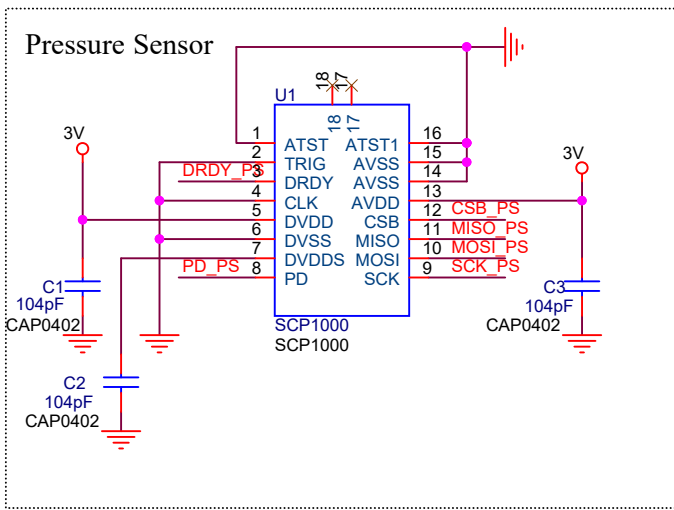 Pressure Sensor
18
17
U1
18
17
1 ATST ATST1 16
2 TRIG AVSS 15
DRDY_PS 3 DRDY AVSS 14
4 CLK AVDD 13
5 DVDD CSB 12 CSB_PS
6 DVSS MISO 11 MISO_PS
7 DVDDS MOSI 10 MOSI_PS
PD_PS 8 PD SCK 9 SCK_PS
3V
3V
C1
104pF
CAP0402
SCP1000
SCP1000
C3
104pF
CAP0402
C2
104pF
CAP0402